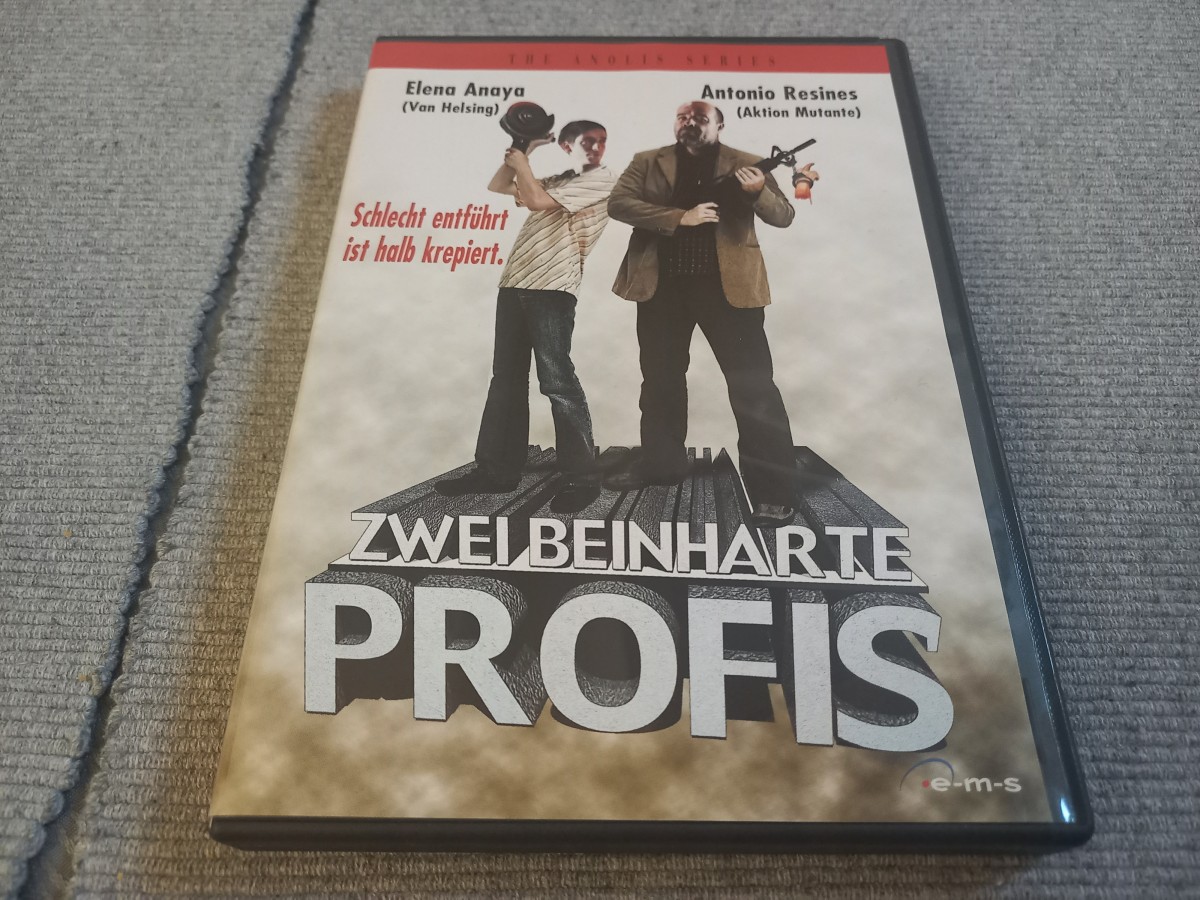 THE ANOLIS SERIES
Elena Anaya
(Van Helsing)
Antonio Resines
(Aktion Mutante)
Schlecht entführt
ist halb krepiert.
ZWEI BEINHARTE
PROFIS
e-m-s